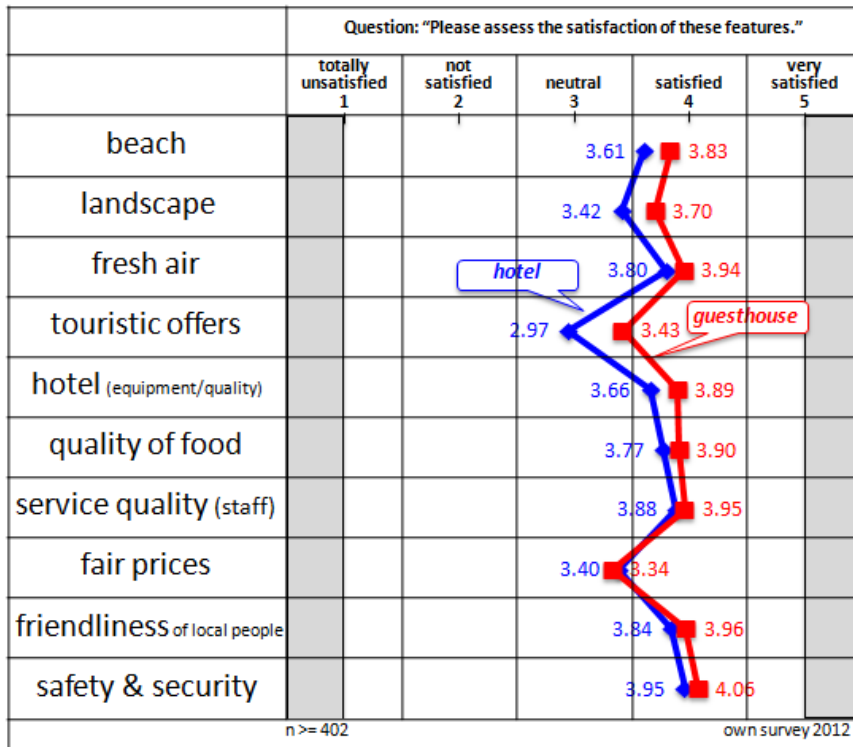 Question: “Please assess the satisfaction of these features.”
totally unsatisfied 1
not satisfied 2
neutral 3
satisfied 4
very satisfied 5
beach 3.61 3.83
landscape 3.42 3.70
fresh air 3.80 3.94
hotel
touristic offers 2.97 3.43
guesthouse
hotel (equipment/quality) 3.66 3.89
quality of food 3.77 3.90
service quality (staff) 3.88 3.95
fair prices 3.40 3.34
friendliness of local people 3.84 3.96
safety & security 3.95 4.06
n >= 402
own survey 2012